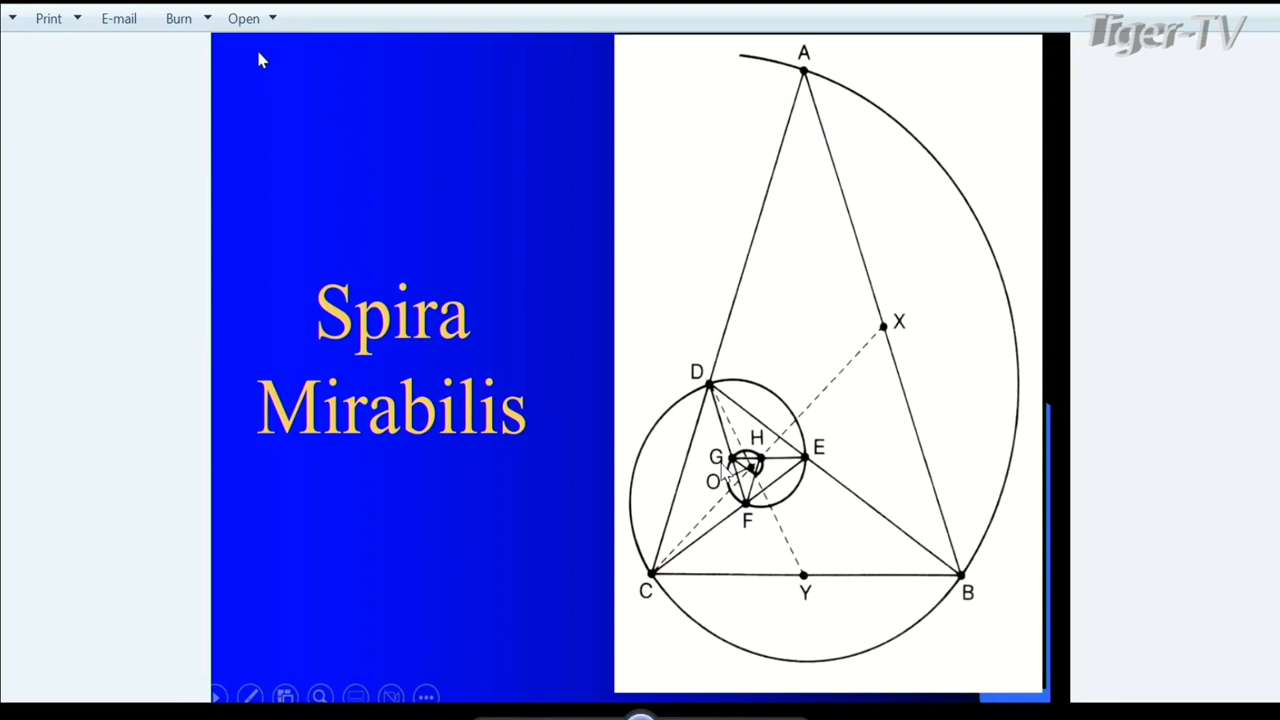 Print E-mail Burn Open
Tiger-TV
Spira
Mirabilis
A
X
D
H
E
G
O
F
C
Y
B